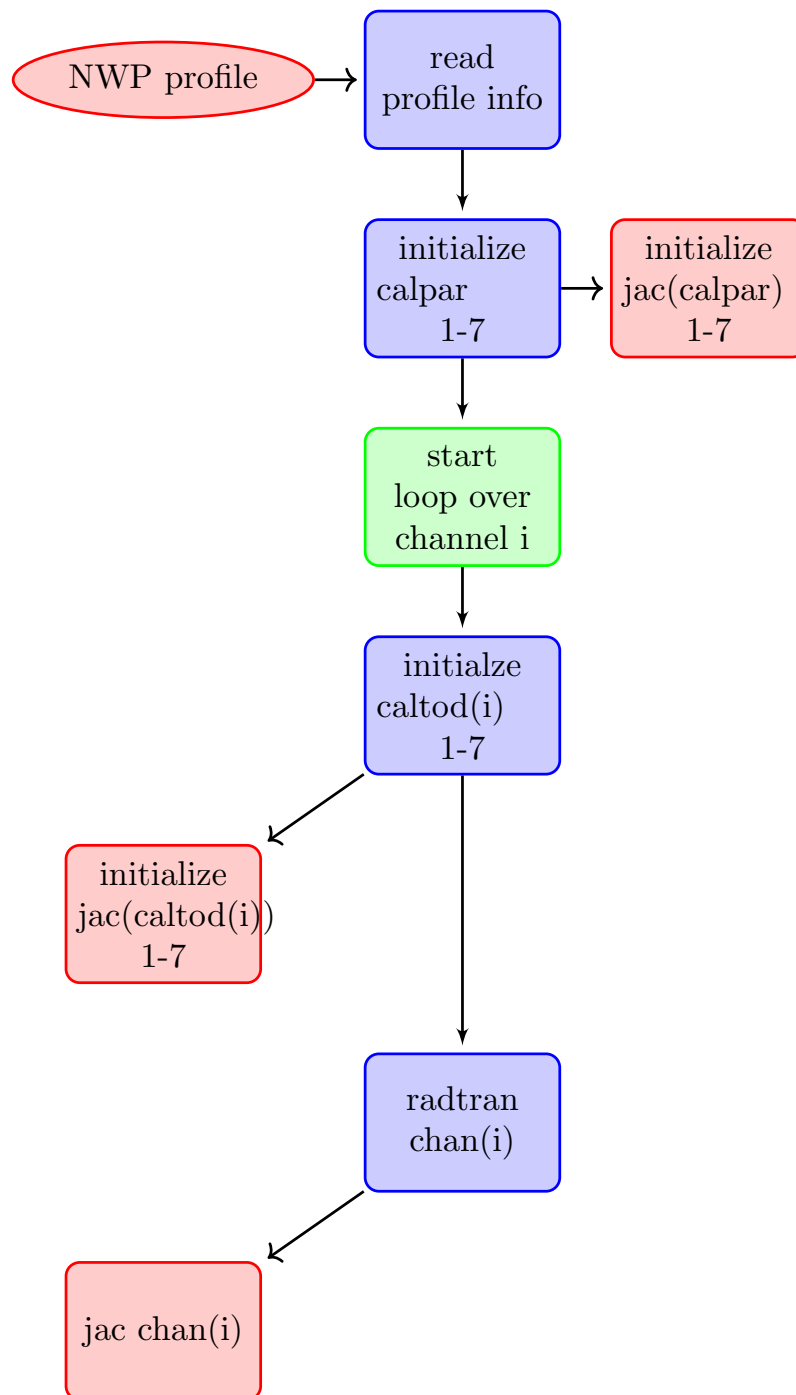 NWP profile
read
profile info
initialize
calpar
1-7
initialize
jac(calpar)
1-7
start
loop over
channel i
initialze
caltod(i)
1-7
initialize
jac(caltod(i))
1-7
radtran
chan(i)
jac chan(i)